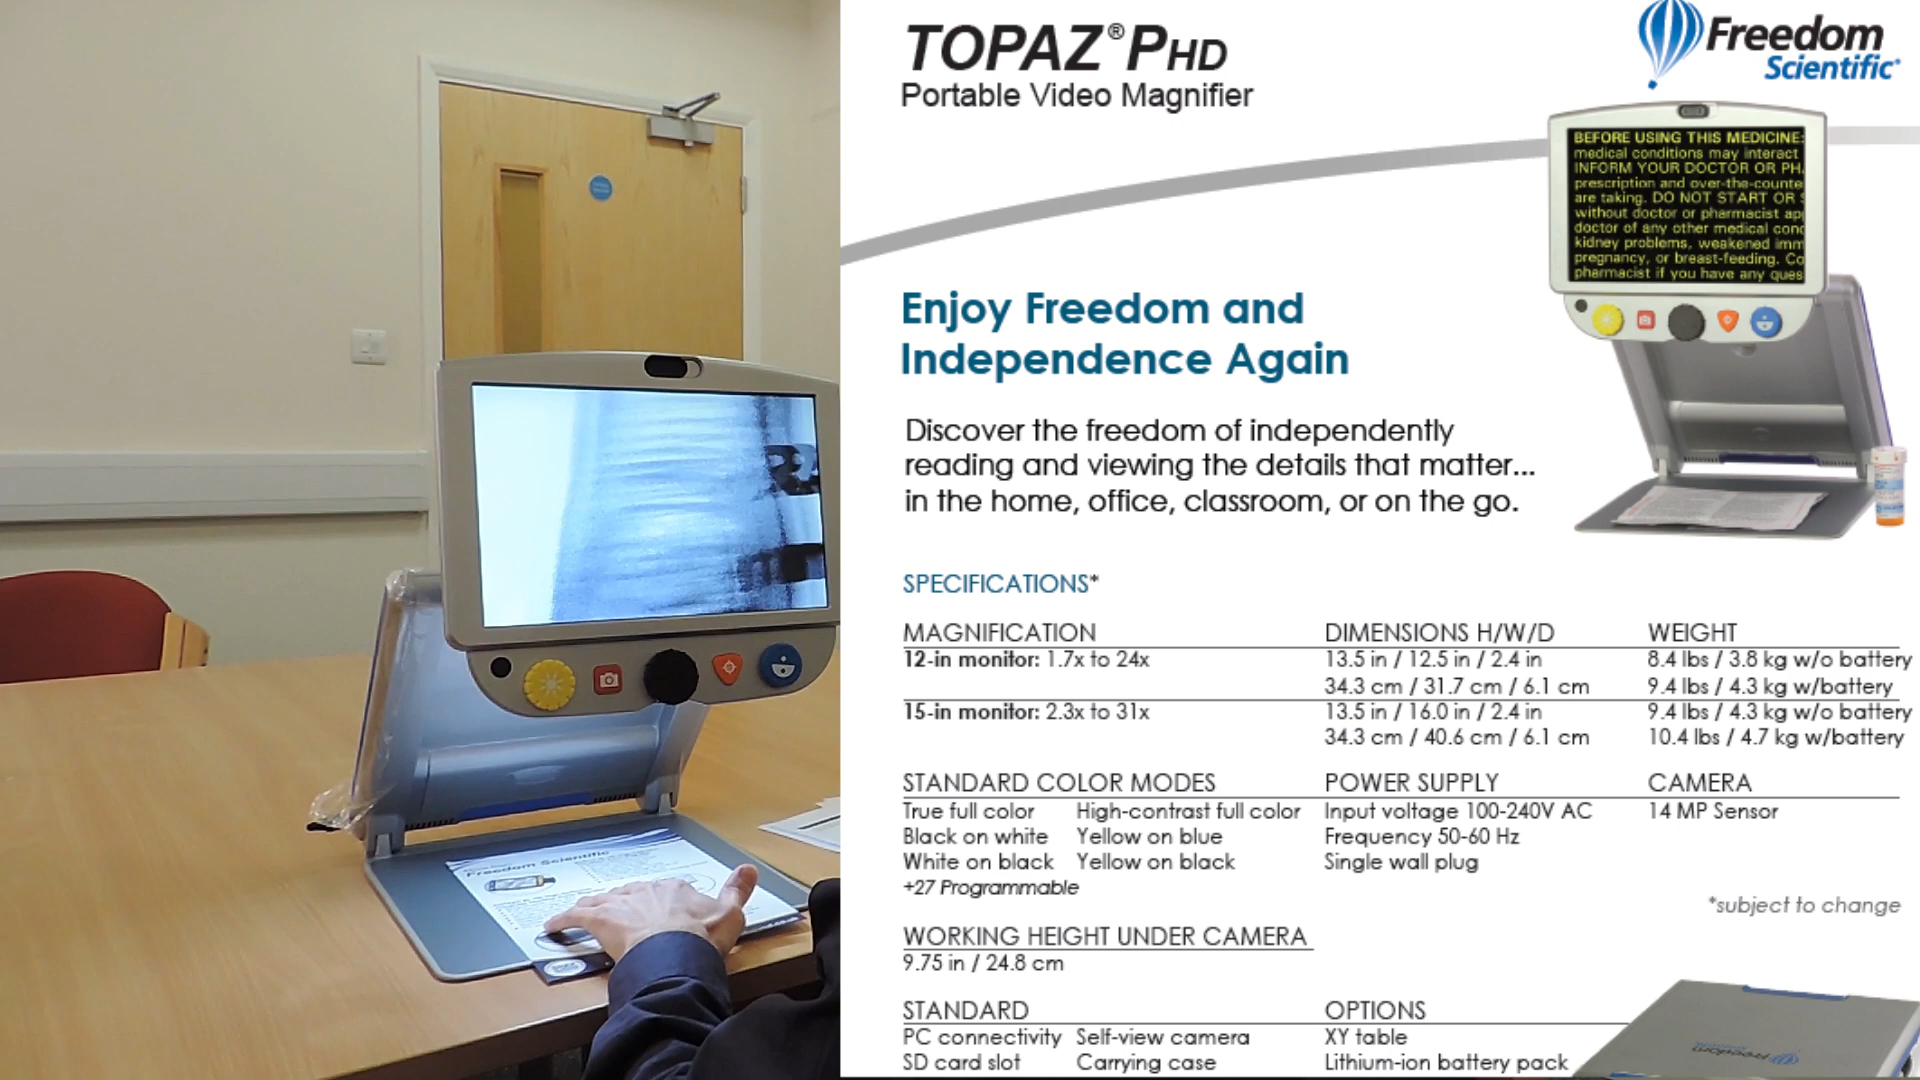 TOPAZ® PHD
Portable Video Magnifier
Freedom
Scientific
BEFORE USING THIS MEDICINE:
medical conditions may interact
INFORM YOUR DOCTOR OR PH
prescription and over-the-counte
are taking. DO NOT START OR S
without doctor or pharmacist app
doctor of any other medical cond
kidney problems, weakened imm
pregnancy, or breast-feeding. Co
pharmacist if you have any ques
Enjoy Freedom and
Independence Again
Discover the freedom of independently
reading and viewing the details that matter...
in the home, office, classroom, or on the go.
SPECIFICATIONS*
MAGNIFICATION DIMENSIONS H/W/D WEIGHT
12-in monitor: 1.7x to 24x 13.5 in / 12.5 in / 2.4 in 8.4 lbs / 3.8 kg w/o battery
34.3 cm / 31.7 cm / 6.1 cm 9.4 lbs / 4.3 kg w/battery
15-in monitor: 2.3x to 31x 13.5 in / 16.0 in / 2.4 in 9.4 lbs / 4.3 kg w/o battery
34.3 cm / 40.6 cm / 6.1 cm 10.4 lbs / 4.7 kg w/battery
STANDARD COLOR MODES POWER SUPPLY CAMERA
True full color High-contrast full color Input voltage 100-240V AC 14 MP Sensor
Black on white Yellow on blue Frequency 50-60 Hz
White on black Yellow on black Single wall plug
+27 Programmable
*subject to change
WORKING HEIGHT UNDER CAMERA
9.75 in / 24.8 cm
STANDARD OPTIONS
PC connectivity Self-view camera XY table
SD card slot Carrying case Lithium-ion battery pack
Freedom Scientific
Freedom